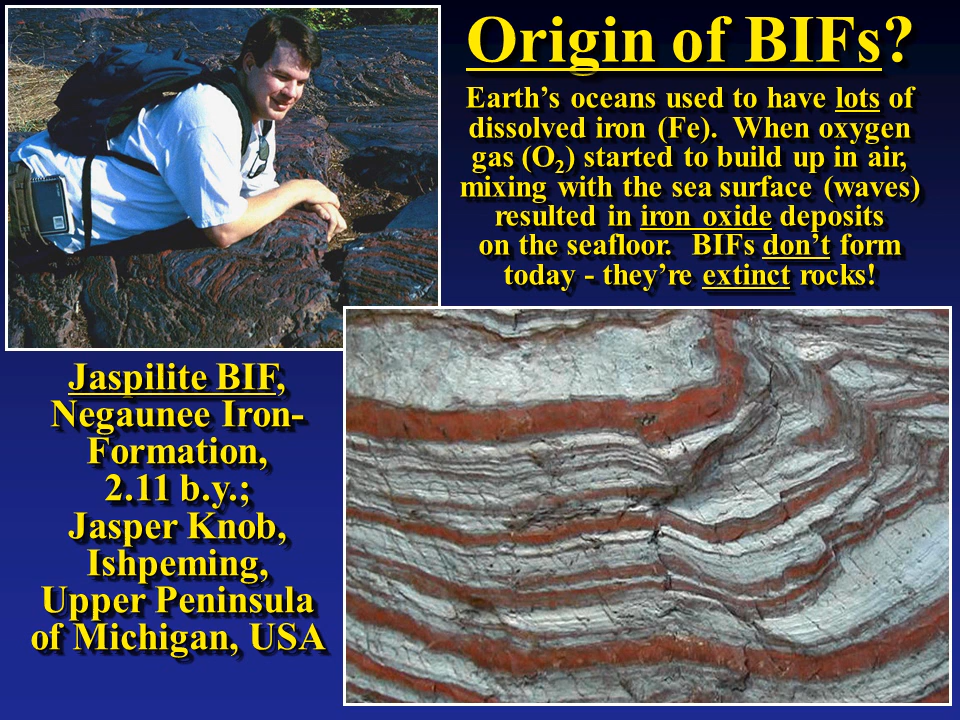 Origin of BIFs?
Earth’s oceans used to have lots of
dissolved iron (Fe).  When oxygen
gas (O₂) started to build up in air,
mixing with the sea surface (waves)
resulted in iron oxide deposits
on the seafloor.  BIFs don’t form
today - they’re extinct rocks!
Jaspilite BIF,
Negaunee Iron-
Formation,
2.11 b.y.;
Jasper Knob,
Ishpeming,
Upper Peninsula
of Michigan, USA